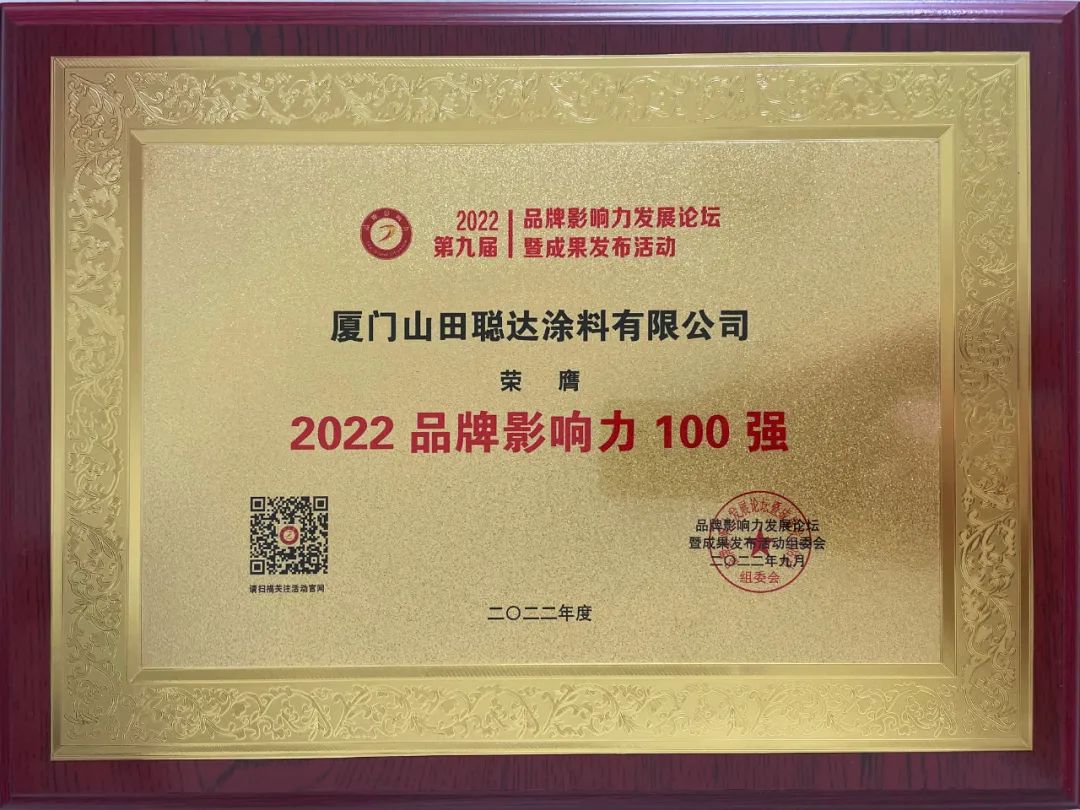 2022
第九届
品牌影响力发展论坛
暨成果发布活动
厦门山田聪达涂料有限公司
荣 膺
2022 品牌影响力 100 强
请扫描关注活动官网
品牌影响力发展论坛
暨成果发布活动组委会
二〇二二年九月
组委会
二〇二二年度